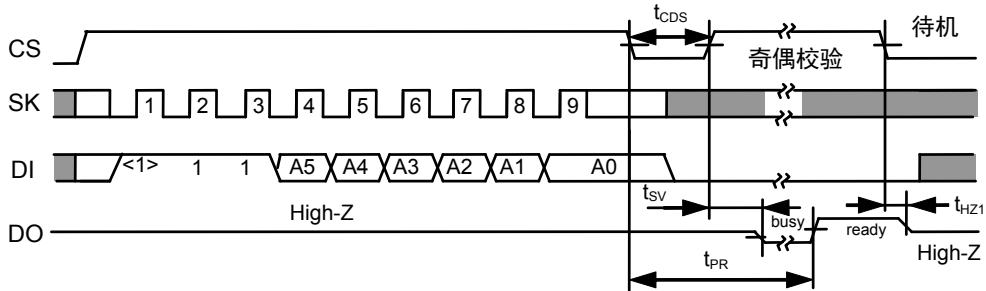 tCDS
CS
待机
奇偶校验
SK 1 2 3 4 5 6 7 8 9
DI <1> 1 1 A5 A4 A3 A2 A1 A0
tSV
High-Z
busy
ready
tHZ1
DO
tPR
High-Z